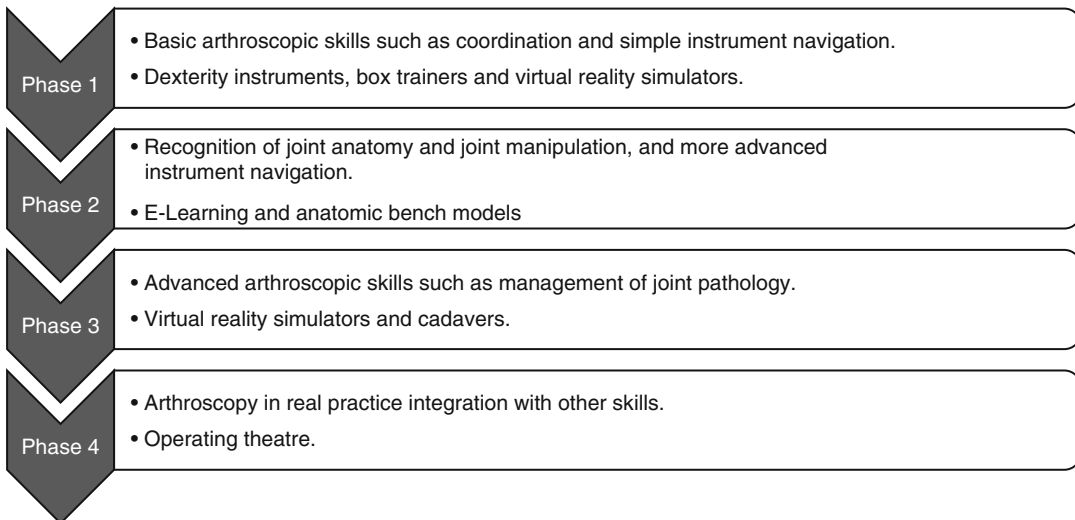 Phase 1
• Basic arthroscopic skills such as coordination and simple instrument navigation.
• Dexterity instruments, box trainers and virtual reality simulators.
Phase 2
• Recognition of joint anatomy and joint manipulation, and more advanced
instrument navigation.
• E-Learning and anatomic bench models
Phase 3
• Advanced arthroscopic skills such as management of joint pathology.
• Virtual reality simulators and cadavers.
Phase 4
• Arthroscopy in real practice integration with other skills.
• Operating theatre.